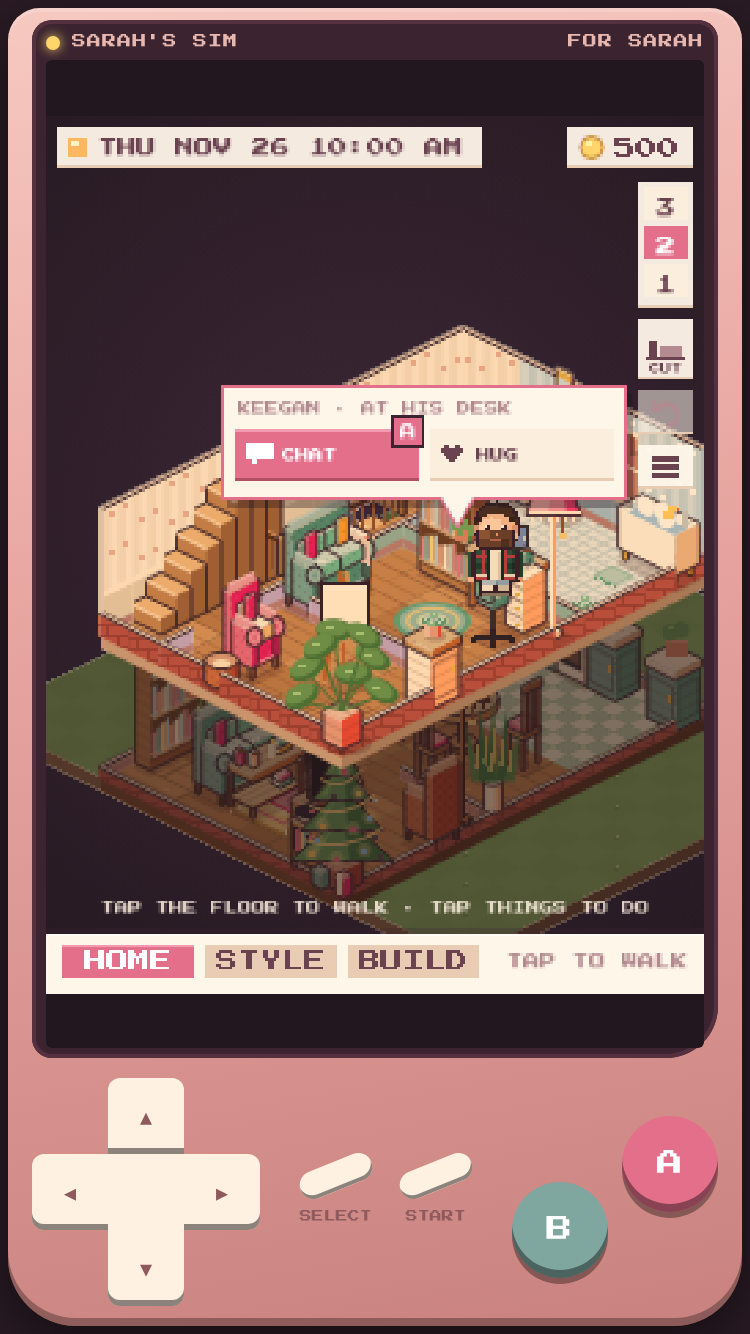 SARAH'S SIM
FOR SARAH
THU NOV 26 10:00 AM
500
3
2
1
CUT
KEEGAN · AT HIS DESK
A
CHAT
HUG
TAP THE FLOOR TO WALK · TAP THINGS TO DO
HOME
STYLE
BUILD
TAP TO WALK
SELECT
START
A
B